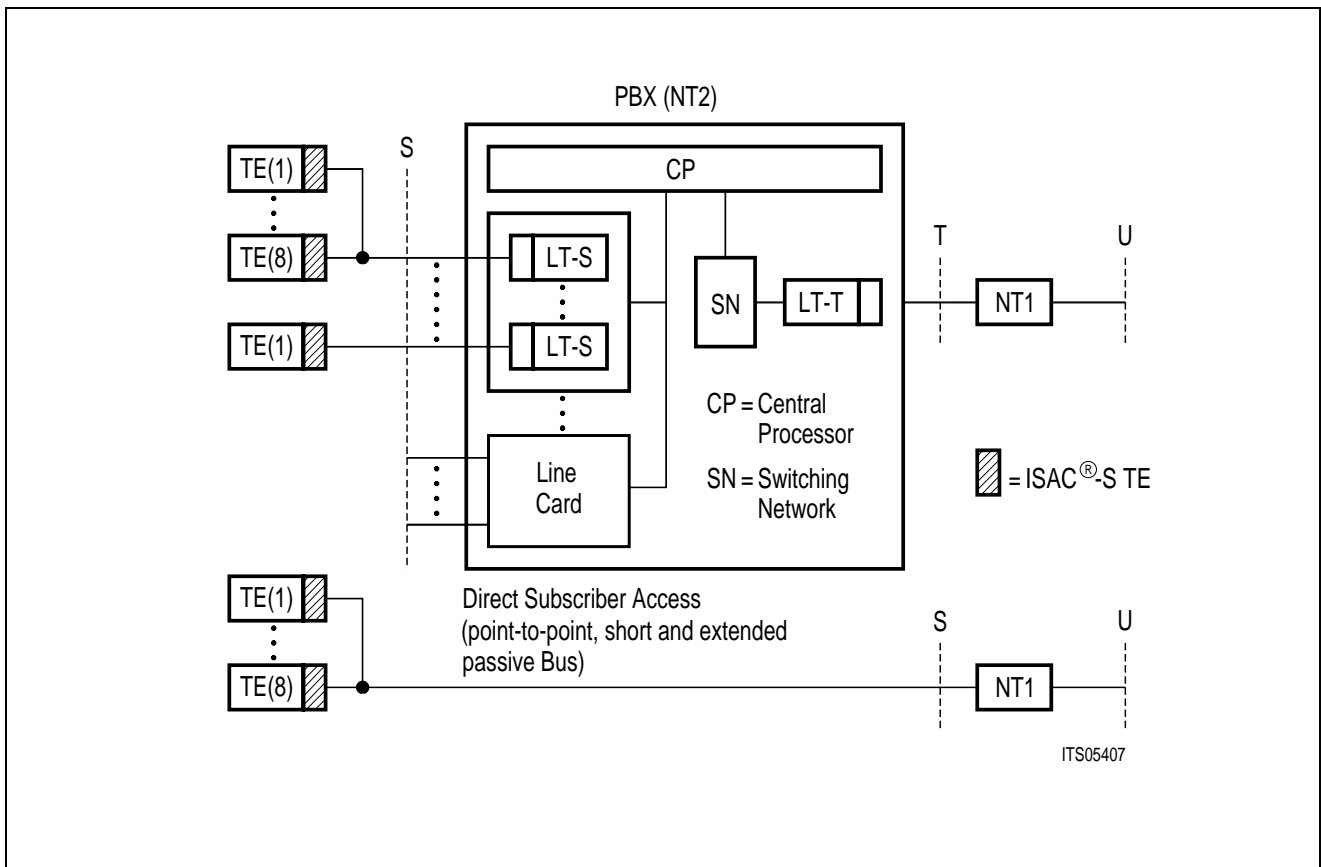 PBX (NT2)
S
CP
TE(1)
TE(8)
LT-S
T
U
SN
LT-T
NT1
TE(1)
LT-S
CP = Central
Processor
Line
Card
SN = Switching
Network
= ISAC®-S TE
TE(1)
Direct Subscriber Access
(point-to-point, short and extended
passive Bus)
S
U
TE(8)
NT1
ITS05407